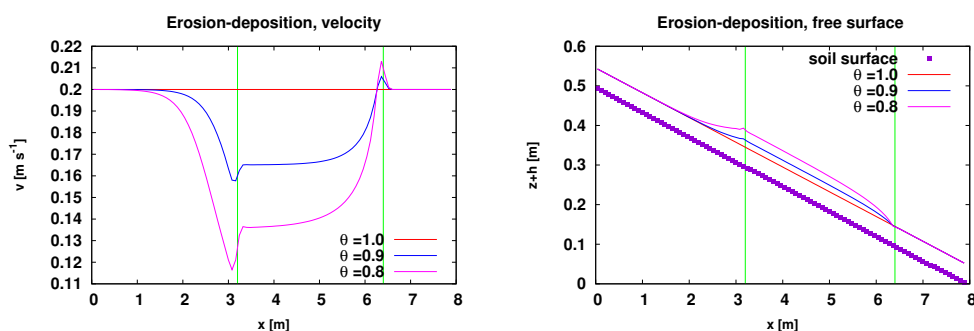 Erosion-deposition, velocity
0.22
0.21
0.2
0.19
0.18
0.17
0.16
0.15
0.14
0.13
0.12
0.11
v [m s-1]
θ =1.0
θ =0.9
θ =0.8
0 1 2 3 4 5 6 7 8
x [m]
Erosion-deposition, free surface
0.6
0.5
0.4
0.3
0.2
0.1
0
z+h [m]
soil surface
θ =1.0
θ =0.9
θ =0.8
0 1 2 3 4 5 6 7 8
x [m]